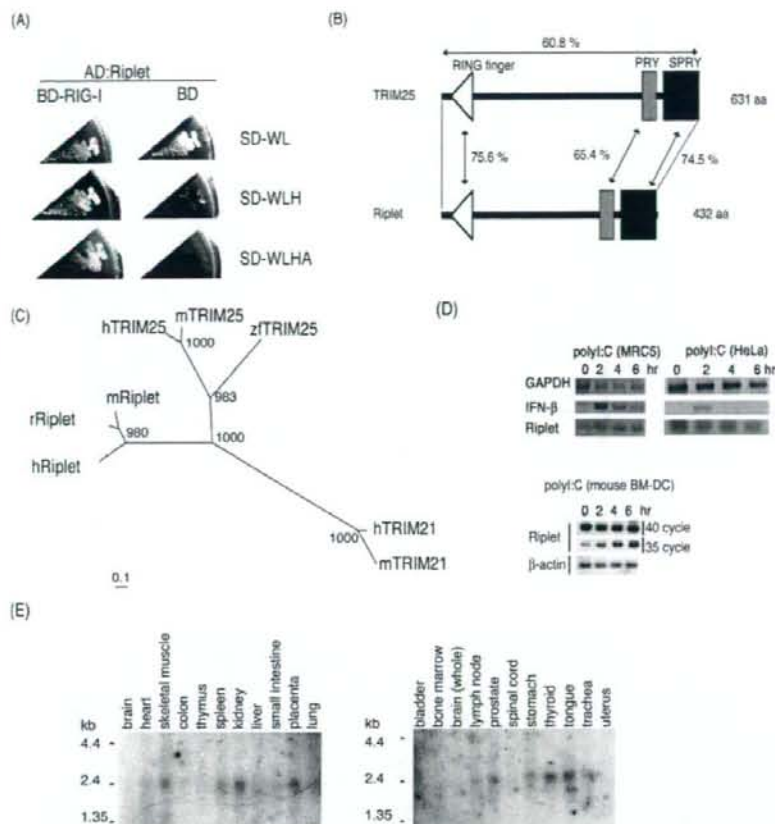 (A)
AD:Riplet
BD-RIG-I BD
SD-WL
SD-WLH
SD-WLHA
(B)
60.8 %
RING finger PRY SPRY
TRIM25 631 aa
75.6 % 65.4 % 74.5 %
Riplet 432 aa
(C)
mTRIM25
hTRIM25 zfTRIM25
1000
983
mRiplet
rRiplet
980 1000
hRiplet
hTRIM21
1000
mTRIM21
0.1
(D)
polyI:C (MRC5) polyI:C (HeLa)
0 2 4 6 hr 0 2 4 6 hr
GAPDH
IFN-β
Riplet
polyI:C (mouse BM-DC)
0 2 4 6 hr
Riplet 40 cycle
35 cycle
β-actin
(E)
brain
heart
skeletal muscle
colon
thymus
spleen
kidney
liver
small intestine
placenta
lung
kb
4.4
2.4
1.35
bladder
bone marrow
brain (whole)
lymph node
prostate
spinal cord
stomach
thyroid
tongue
trachea
uterus
kb
4.4
2.4
1.35